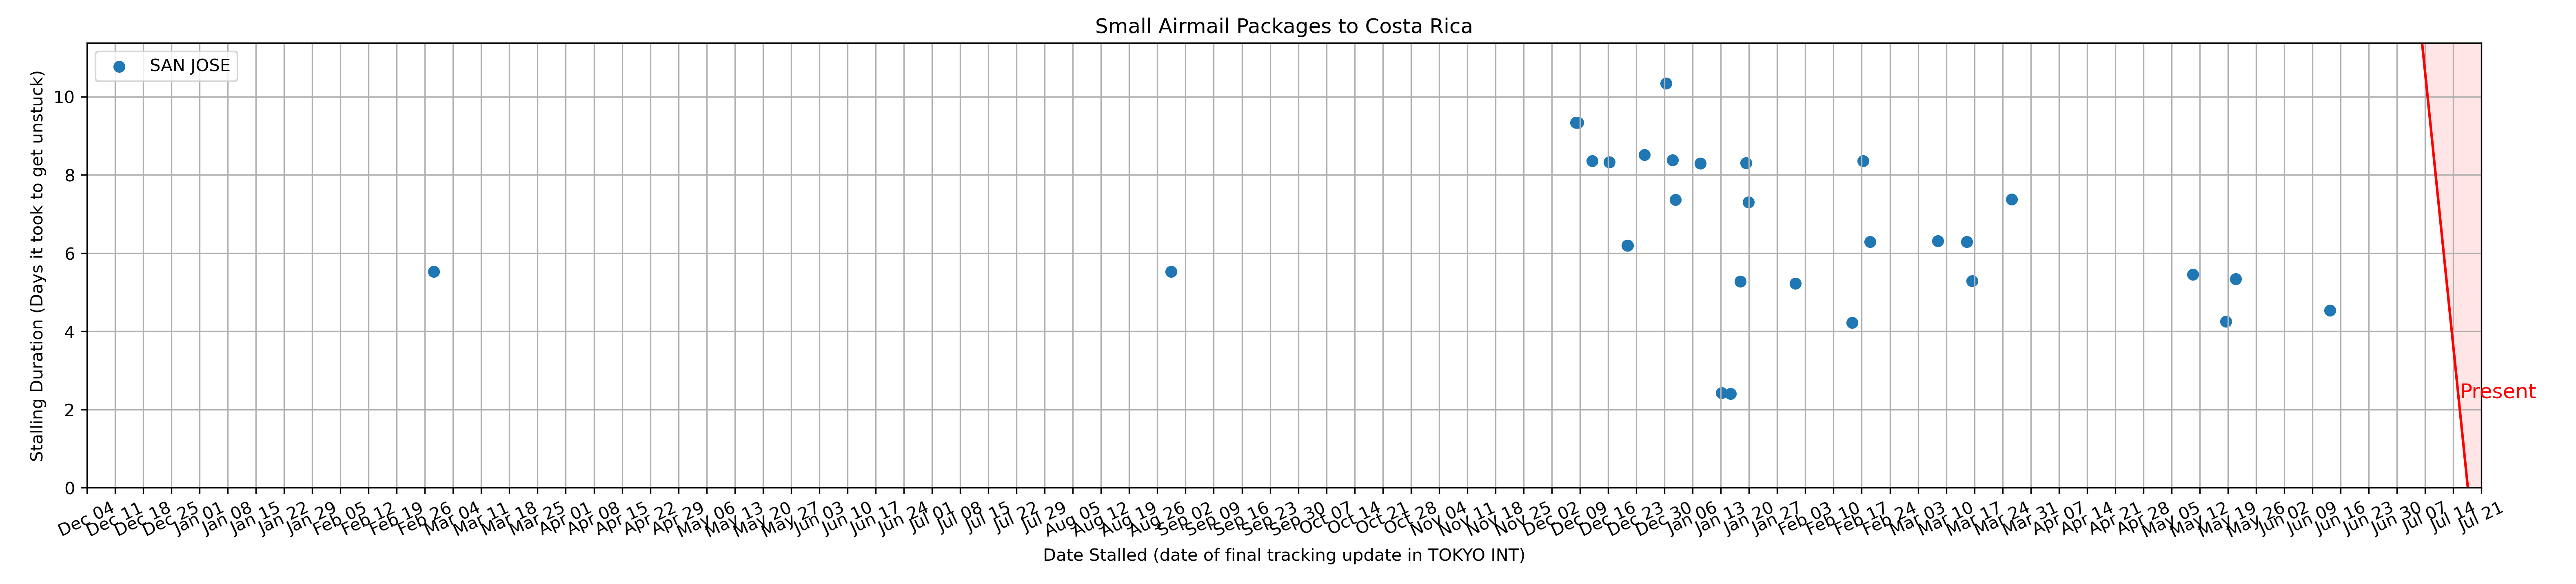 Small Airmail Packages to Costa Rica
SAN JOSE
Stalling Duration (Days it took to get unstuck)
10
8
6
4
2
0
Present
Dec 04 Dec 11 Dec 18 Dec 25 Jan 01 Jan 08 Jan 15 Jan 22 Jan 29 Feb 05 Feb 12 Feb 19 Feb 26 Mar 04 Mar 11 Mar 18 Mar 25 Apr 01 Apr 08 Apr 15 Apr 22 Apr 29 May 06 May 13 May 20 May 27 Jun 03 Jun 10 Jun 17 Jun 24 Jul 01 Jul 08 Jul 15 Jul 22 Jul 29 Aug 05 Aug 12 Aug 19 Aug 26 Sep 02 Sep 09 Sep 16 Sep 23 Sep 30 Oct 07 Oct 14 Oct 21 Oct 28 Nov 04 Nov 11 Nov 18 Nov 25 Dec 02 Dec 09 Dec 16 Dec 23 Dec 30 Jan 06 Jan 13 Jan 20 Jan 27 Feb 03 Feb 10 Feb 17 Feb 24 Mar 03 Mar 10 Mar 17 Mar 24 Mar 31 Apr 07 Apr 14 Apr 21 Apr 28 May 05 May 12 May 19 May 26 Jun 02 Jun 09 Jun 16 Jun 23 Jun 30 Jul 07 Jul 14 Jul 21
Date Stalled (date of final tracking update in TOKYO INT)